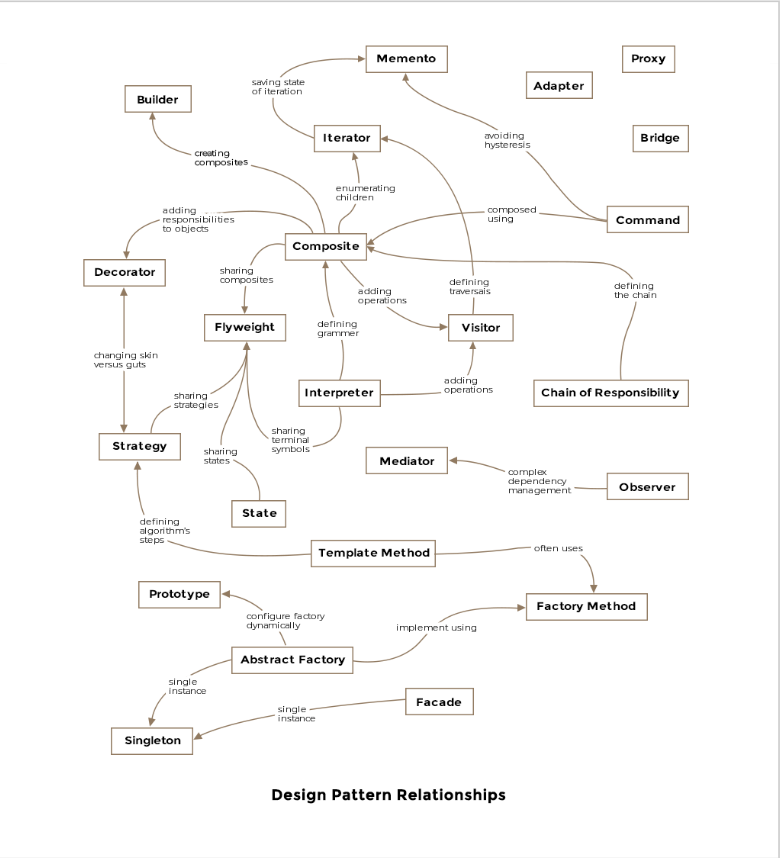 Memento
Proxy
Adapter
saving state
of iteration
Builder
Iterator
avoiding
hysteresis
Bridge
creating
composites
enumerating
children
adding
responsibilities
to objects
composed
using
Command
Composite
Decorator
sharing
composites
adding
operations
defining
traversais
defining
the chain
Flyweight
defining
grammer
Visitor
changing skin
versus guts
sharing
strategies
Interpreter
adding
operations
Chain of Responsibility
Strategy
sharing
states
sharing
terminal
symbols
Mediator
complex
dependency
management
Observer
State
defining
algorithm's
steps
Template Method
often uses
Prototype
configure factory
dynamically
implement using
Factory Method
Abstract Factory
single
instance
Facade
single
instance
Singleton
Design Pattern Relationships